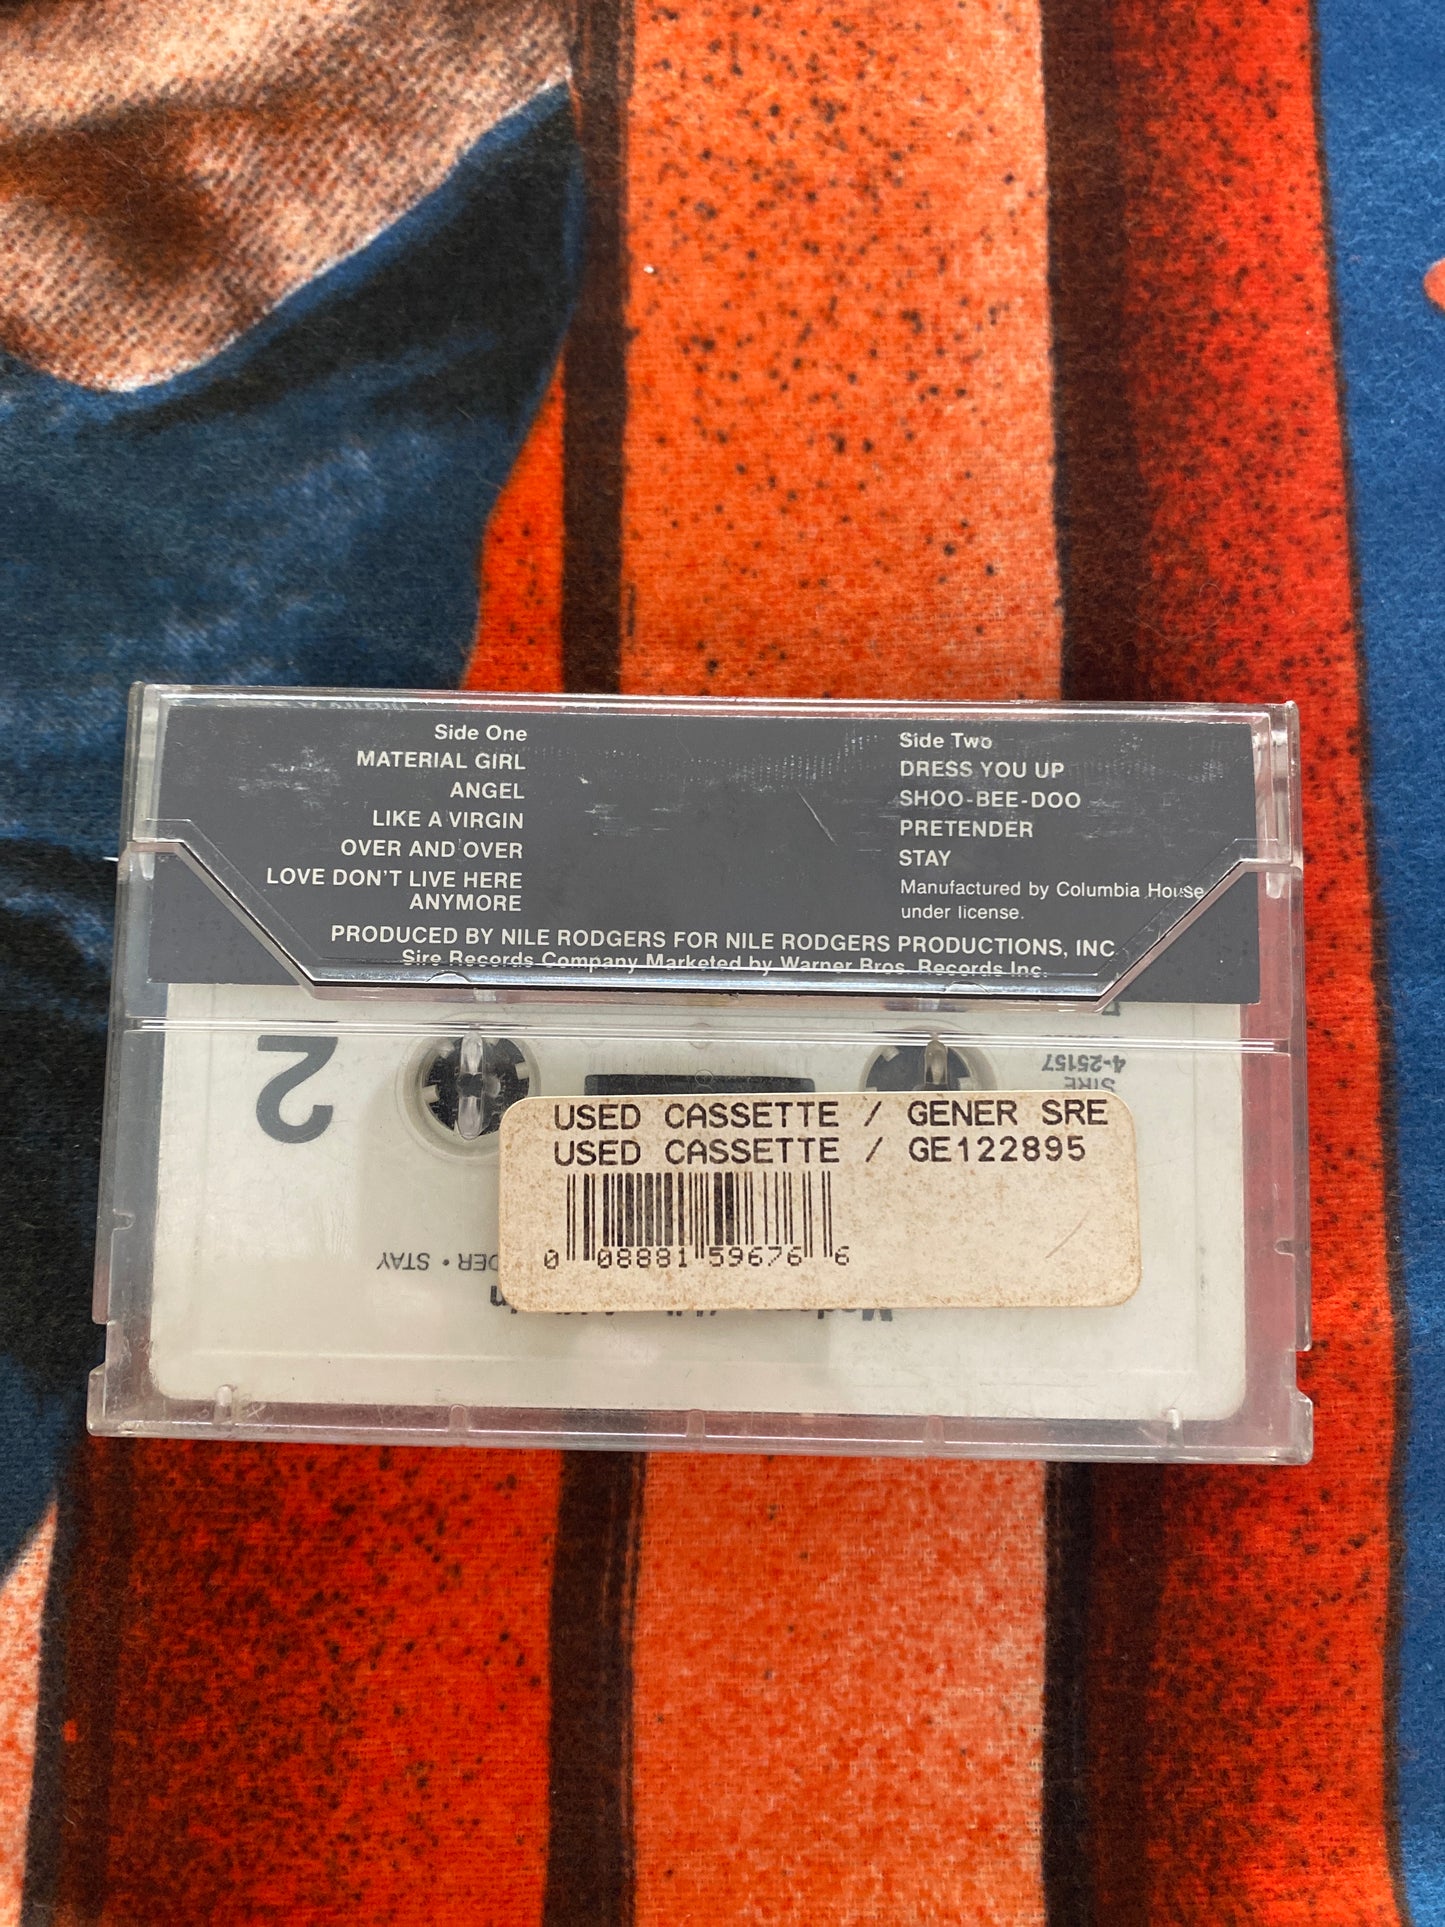 Side One
MATERIAL GIRL
ANGEL
LIKE A VIRGIN
OVER AND OVER
LOVE DON'T LIVE HERE
ANYMORE
Side Two
DRESS YOU UP
SHOO-BEE-DOO
PRETENDER
STAY
Manufactured by Columbia House
under license.
PRODUCED BY NILE RODGERS FOR NILE RODGERS PRODUCTIONS, INC
Sire Records Company Marketed by Warner Bros. Records Inc.
2
SIRE
4-25157
USED CASSETTE / GENER SRE
USED CASSETTE / GE122895
0 08881 59676 6
• STAY